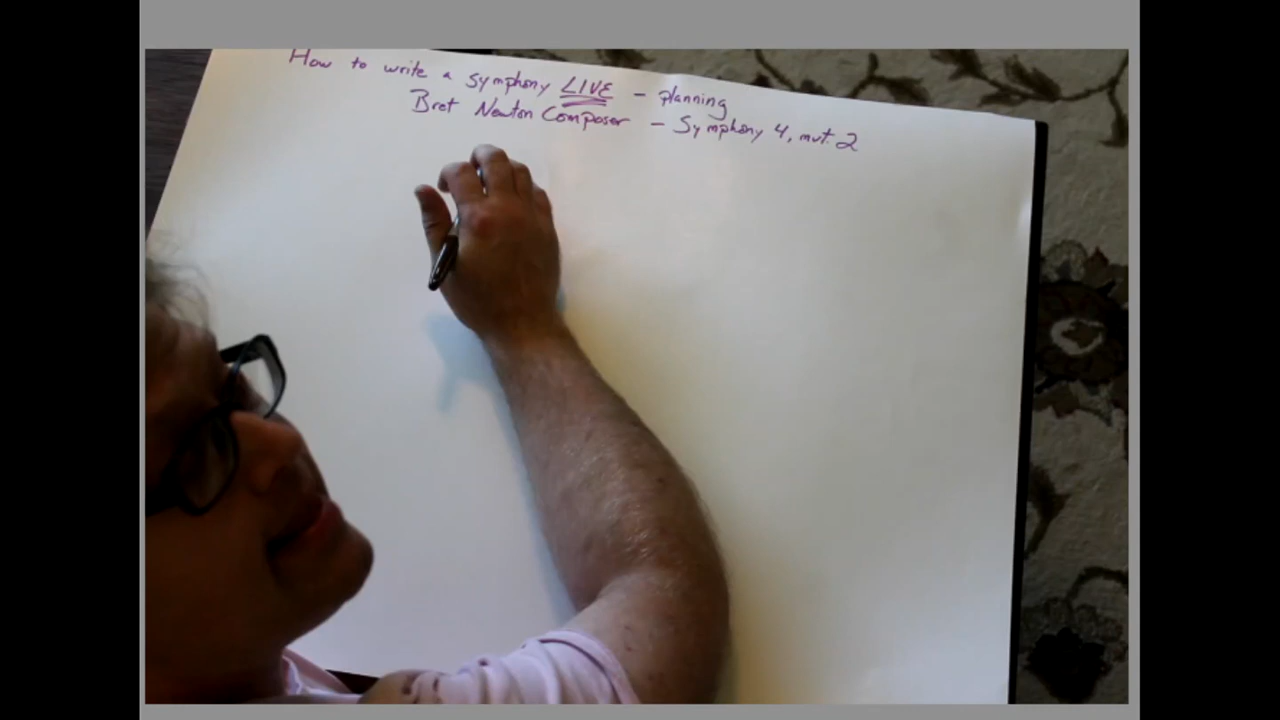 How to write a symphony LIVE - planning
Bret Newton Composer - Symphony 4, mvt. 2